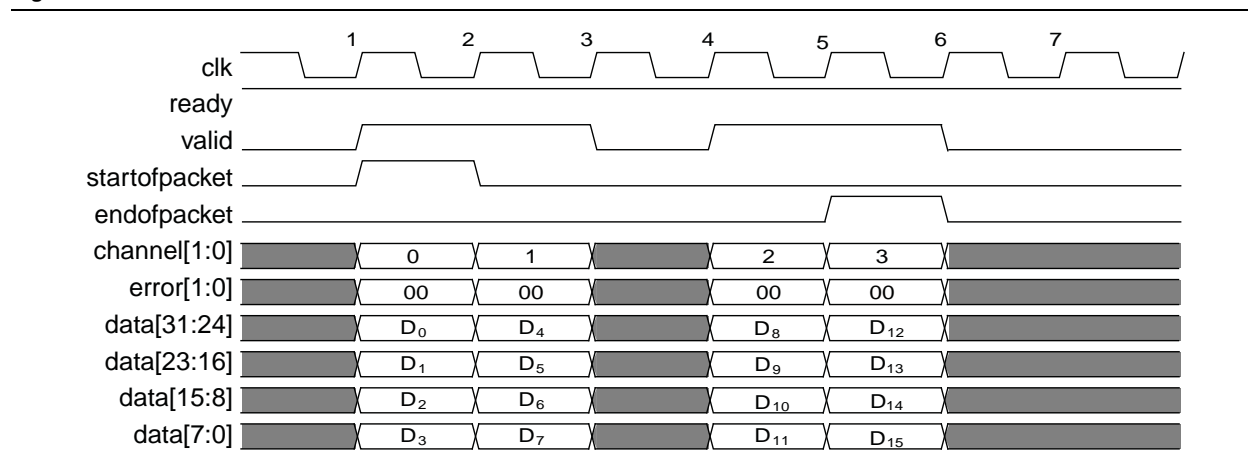 1 2 3 4 5 6 7
clk
ready
valid
startofpacket
endofpacket
channel[1:0] 0 1 2 3
error[1:0] 00 00 00 00
data[31:24] D₀ D₄ D₈ D₁₂
data[23:16] D₁ D₅ D₉ D₁₃
data[15:8] D₂ D₆ D₁₀ D₁₄
data[7:0] D₃ D₇ D₁₁ D₁₅